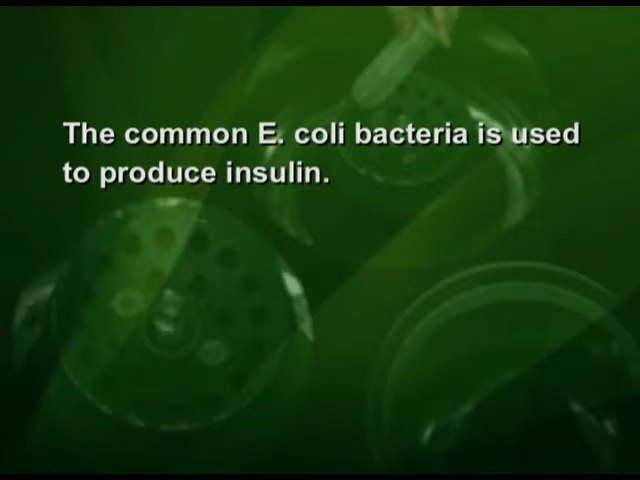 The common E. coli bacteria is used
to produce insulin.